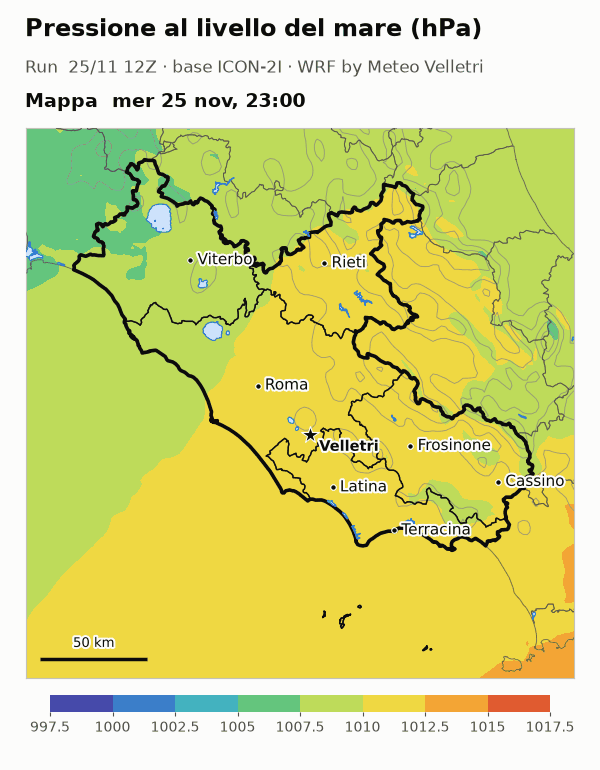 Pressione al livello del mare (hPa)
Run  25/11 12Z · base ICON-2I · WRF by Meteo Velletri
Mappa  mer 25 nov, 23:00
Viterbo
Rieti
Roma
Velletri
Frosinone
Latina
Cassino
Terracina
50 km
997.5 1000 1002.5 1005 1007.5 1010 1012.5 1015 1017.5